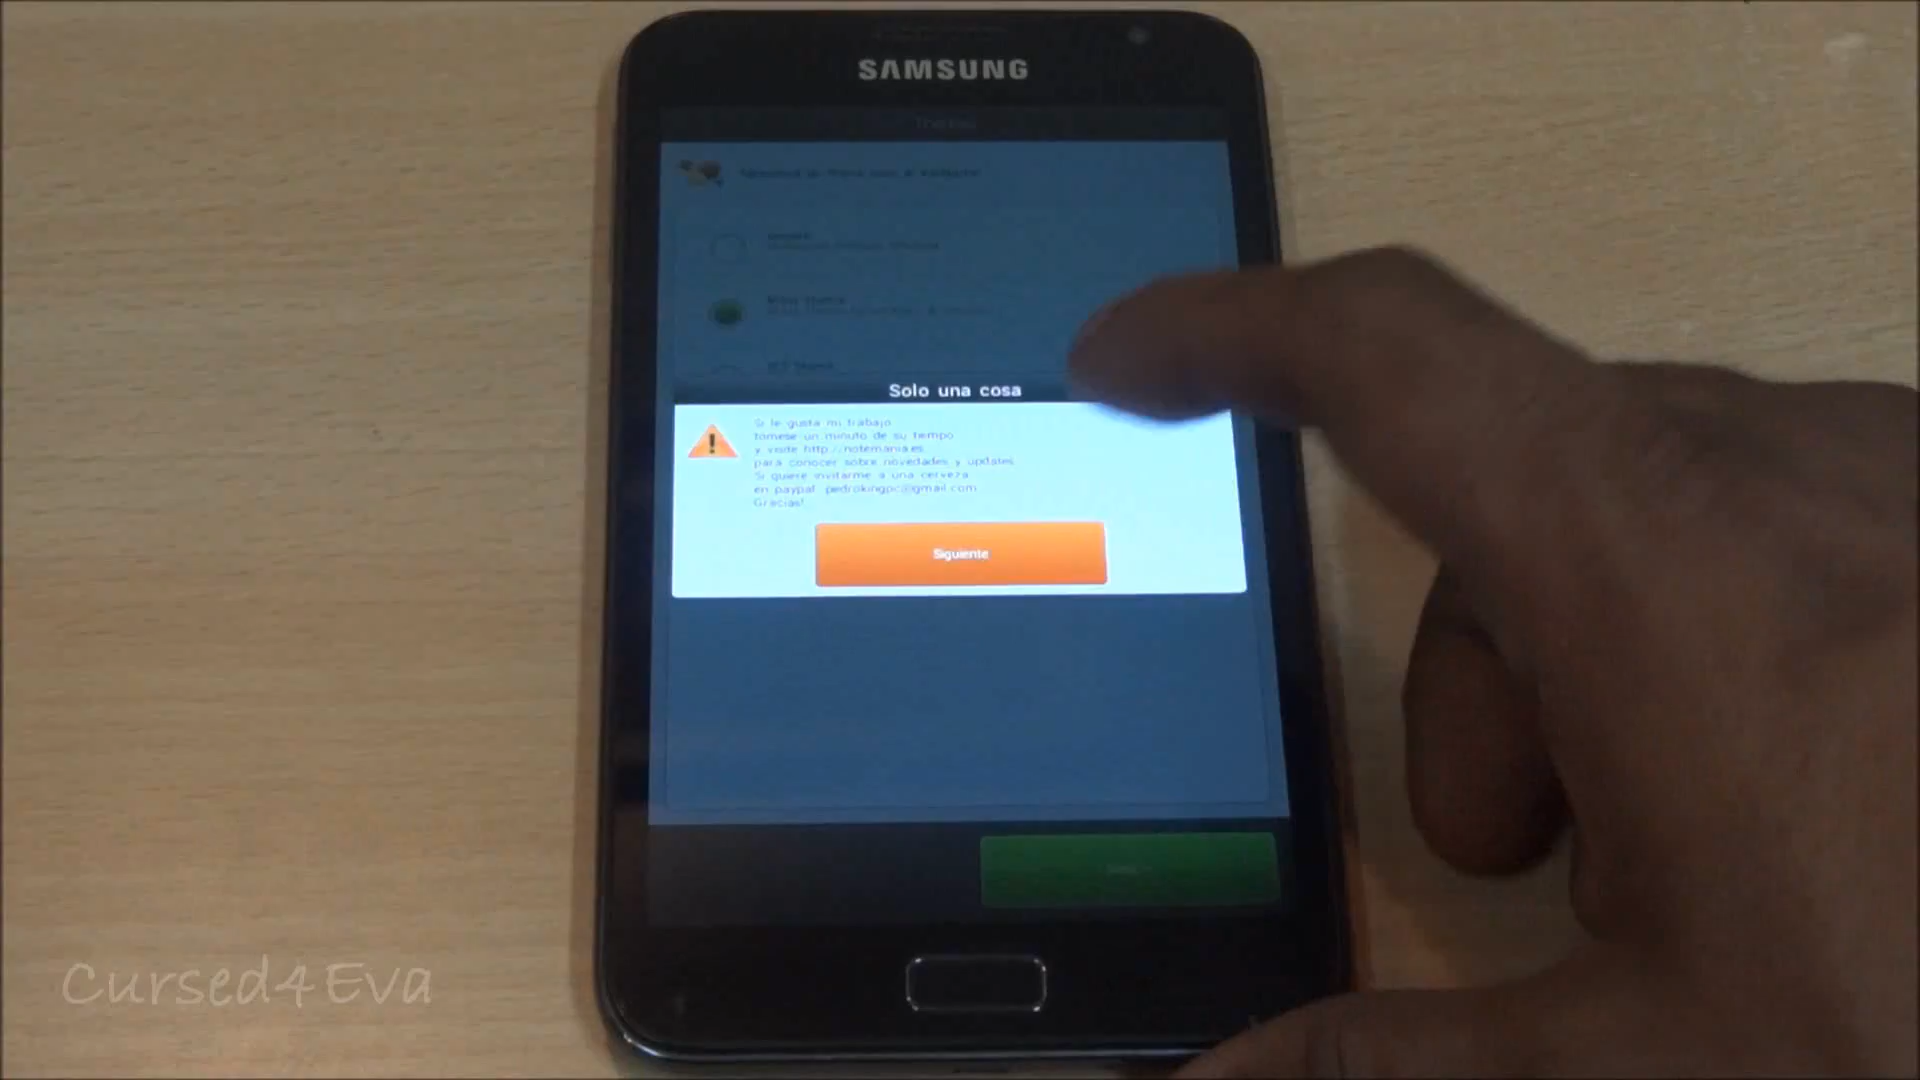 SAMSUNG
Solo una cosa
Si le gusta mi trabajo
tomese un minuto de su tiempo
y visite http://notemania.es
para conocer sobre novedades y updates
Si quiere invitarme a una cerveza
en paypal: pedrokingpc@gmail.com
Gracias!
Siguiente
Cursed4Eva